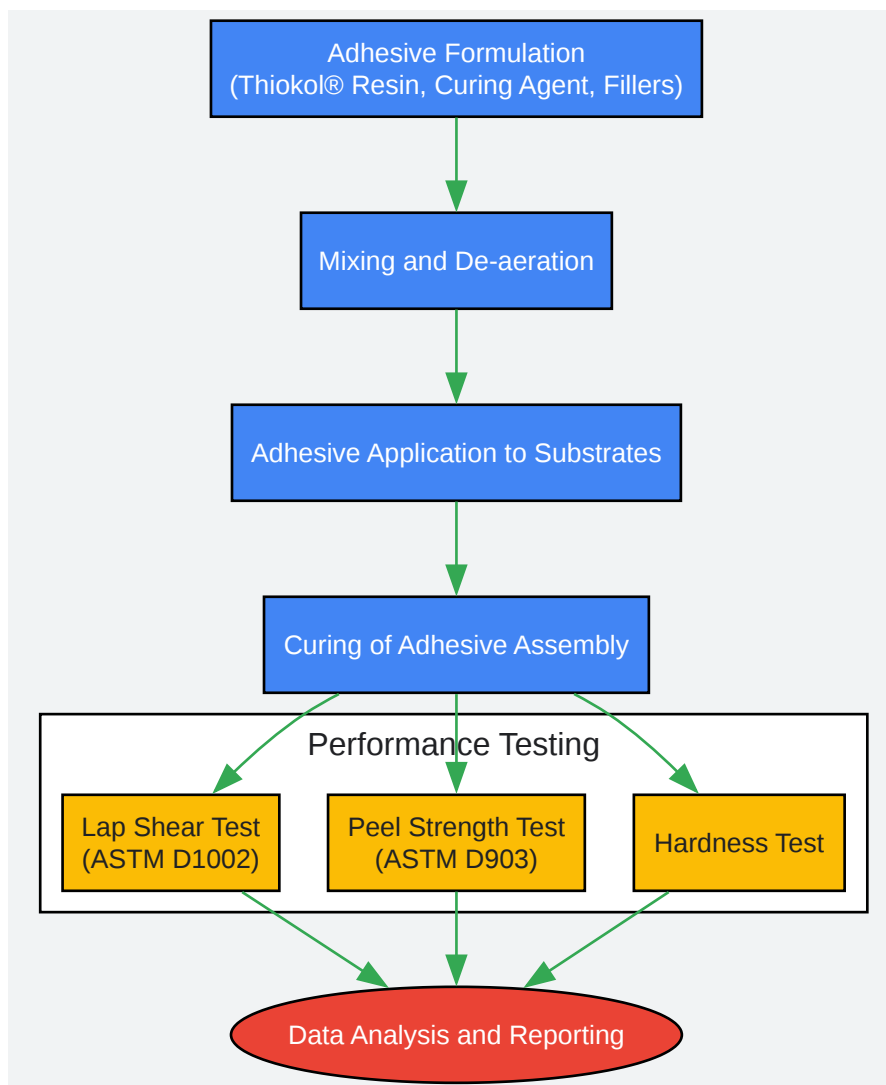 Adhesive Formulation
(Thiokol® Resin, Curing Agent, Fillers)
Mixing and De-aeration
Adhesive Application to Substrates
Curing of Adhesive Assembly
Performance Testing
Lap Shear Test
(ASTM D1002)
Peel Strength Test
(ASTM D903)
Hardness Test
Data Analysis and Reporting